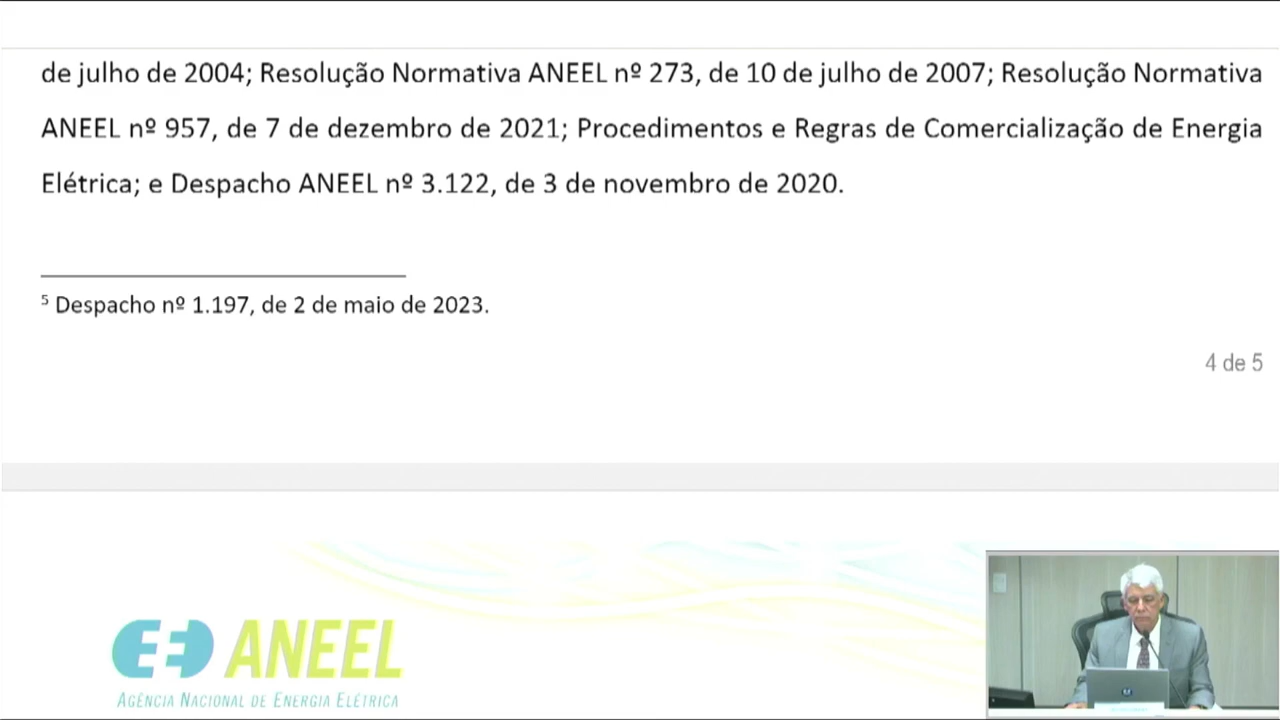 de julho de 2004; Resolução Normativa ANEEL nº 273, de 10 de julho de 2007; Resolução Normativa
ANEEL nº 957, de 7 de dezembro de 2021; Procedimentos e Regras de Comercialização de Energia
Elétrica; e Despacho ANEEL nº 3.122, de 3 de novembro de 2020.
5 Despacho nº 1.197, de 2 de maio de 2023.
4 de 5
ANEEL
AGÊNCIA NACIONAL DE ENERGIA ELÉTRICA